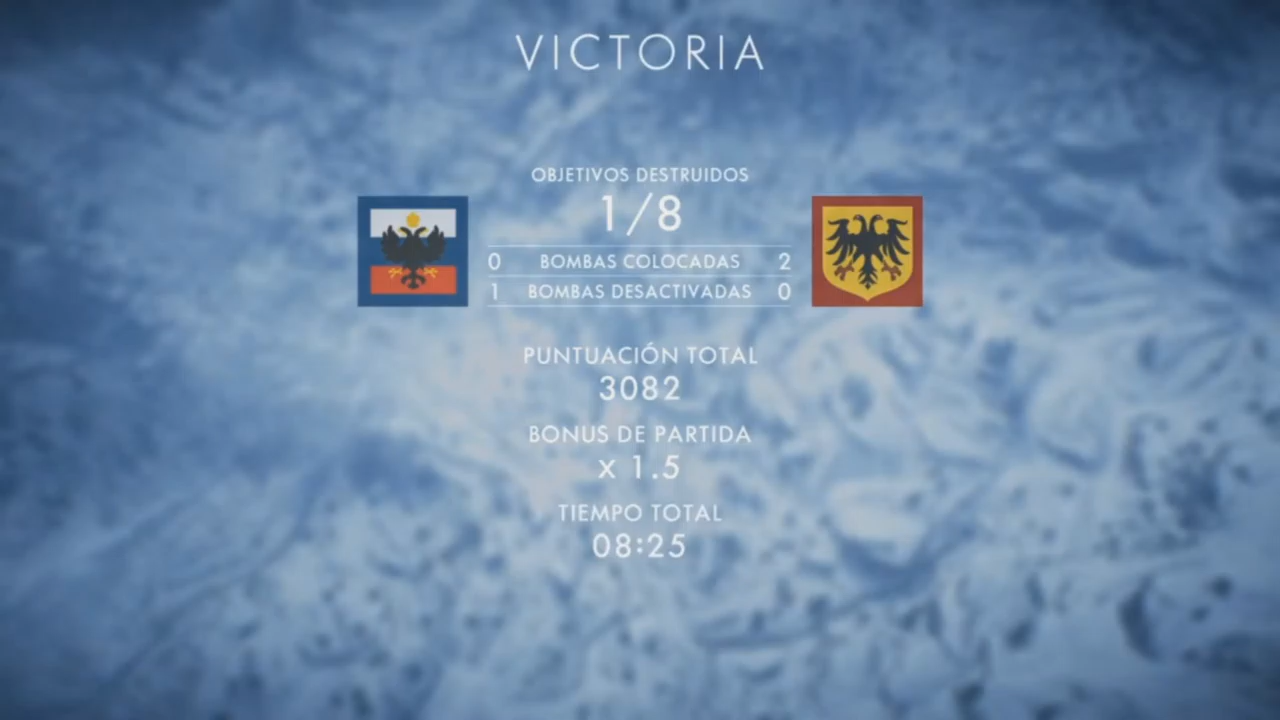 VICTORIA
OBJETIVOS DESTRUIDOS
1/8
0 BOMBAS COLOCADAS 2
1 BOMBAS DESACTIVADAS 0
PUNTUACIÓN TOTAL
3082
BONUS DE PARTIDA
x 1.5
TIEMPO TOTAL
08:25